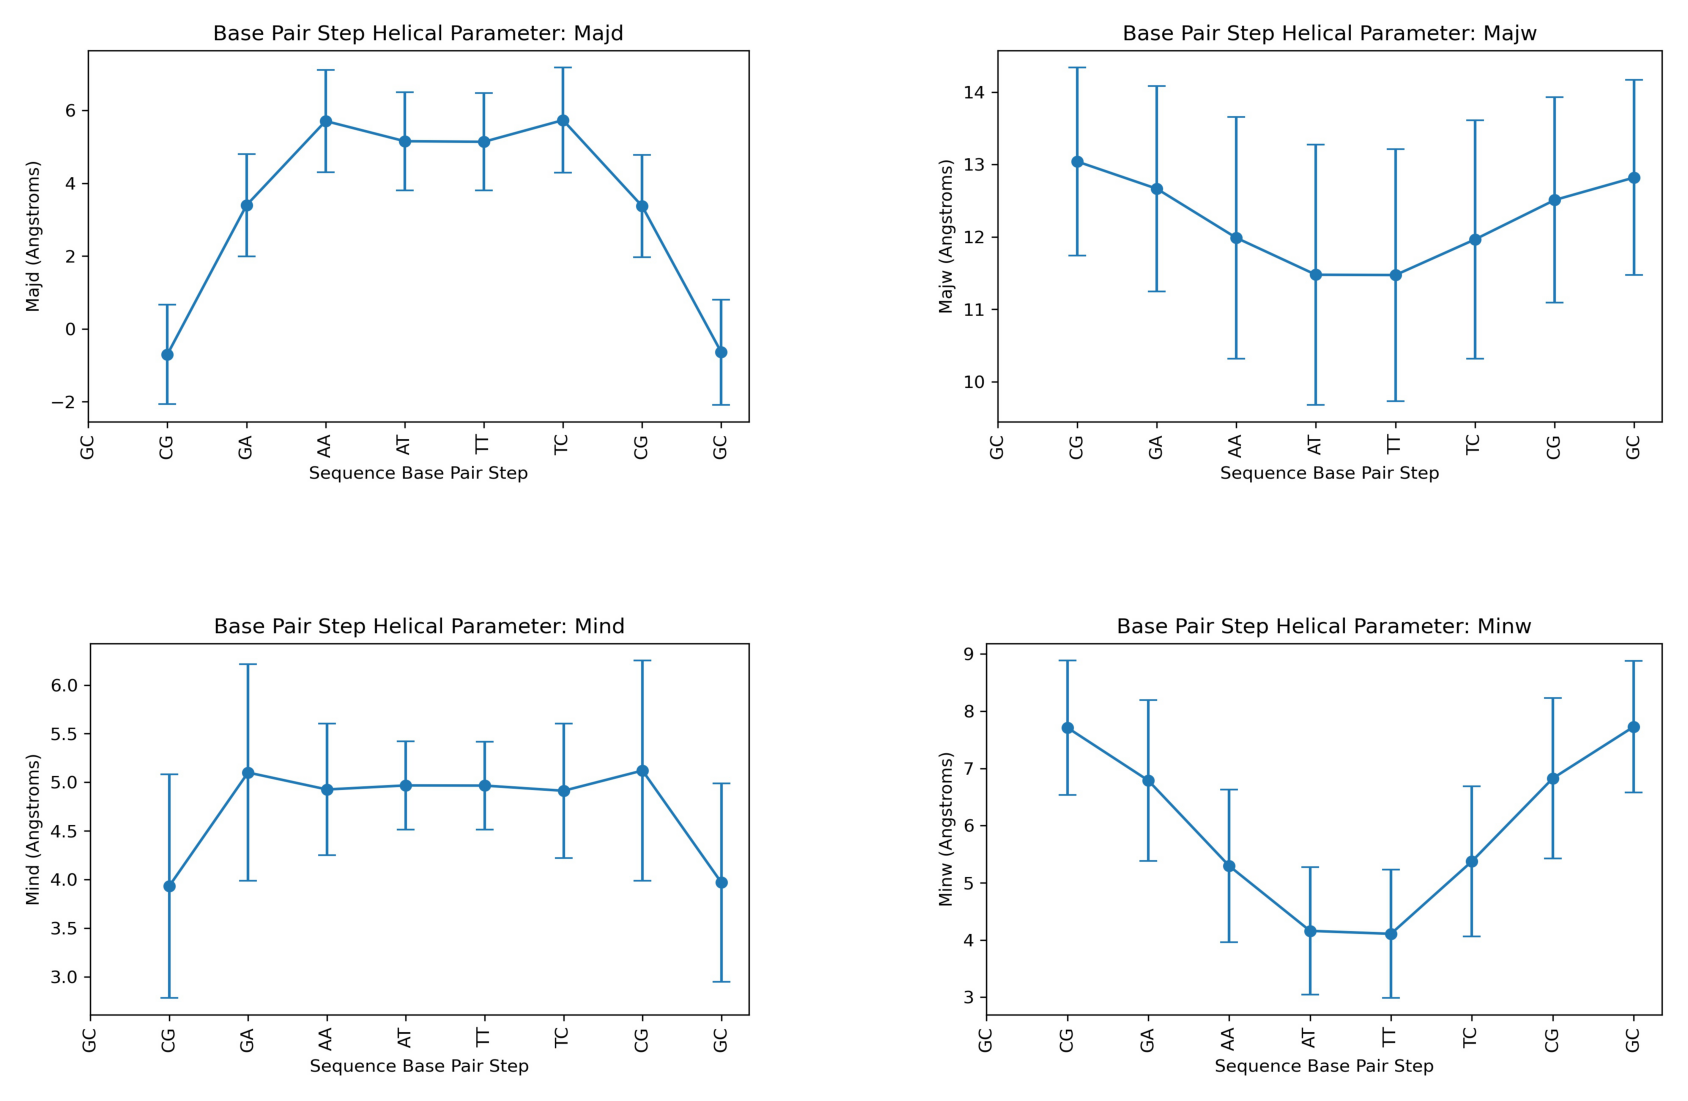 Base Pair Step Helical Parameter: Majd
Majd (Angstroms)
6
4
2
0
−2
GC CG GA AA AT TT TC CG GC
Sequence Base Pair Step
Base Pair Step Helical Parameter: Majw
Majw (Angstroms)
14
13
12
11
10
GC CG GA AA AT TT TC CG GC
Sequence Base Pair Step
Base Pair Step Helical Parameter: Mind
Mind (Angstroms)
6.0
5.5
5.0
4.5
4.0
3.5
3.0
GC CG GA AA AT TT TC CG GC
Sequence Base Pair Step
Base Pair Step Helical Parameter: Minw
Minw (Angstroms)
9
8
7
6
5
4
3
GC CG GA AA AT TT TC CG GC
Sequence Base Pair Step